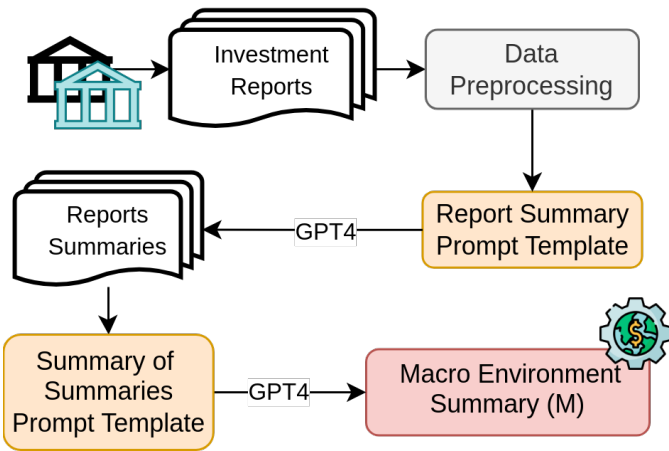 Investment
Reports
Data
Preprocessing
Report Summary
Prompt Template
GPT4
Reports
Summaries
Summary of
Summaries
Prompt Template
GPT4
Macro Environment
Summary (M)
$